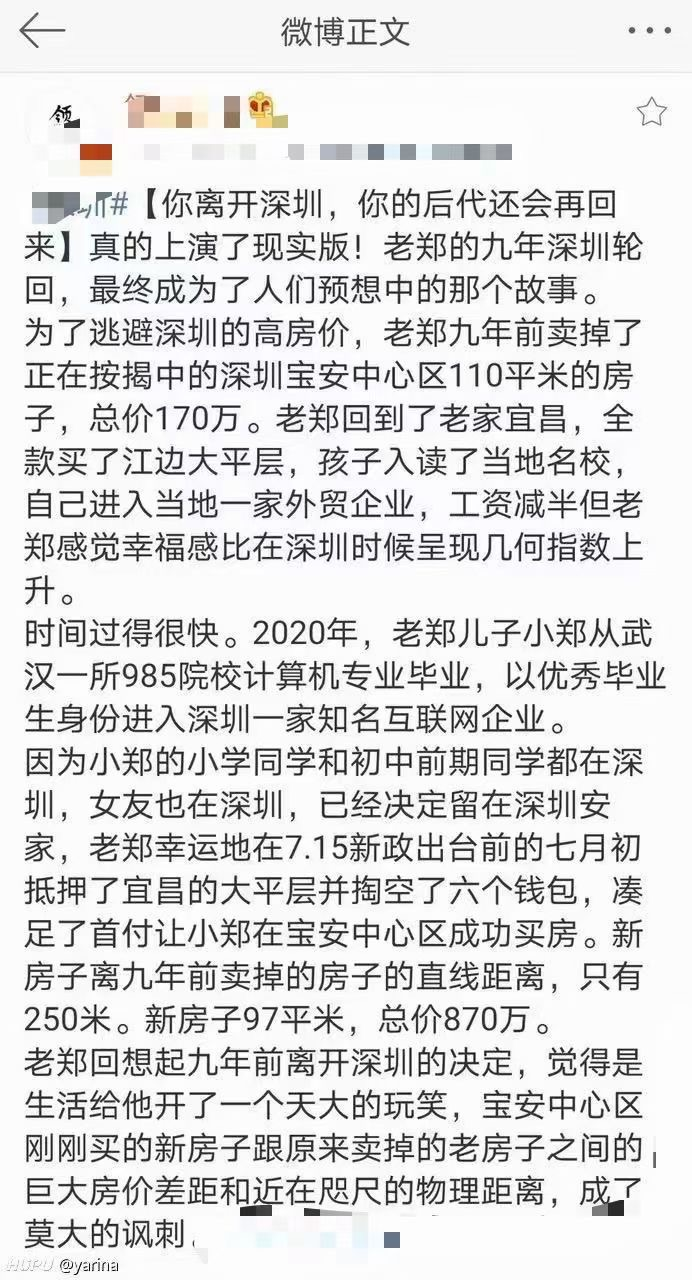 微博正文
领
圳#【你离开深圳，你的后代还会再回
来】真的上演了现实版！老郑的九年深圳轮
回，最终成为了人们预想中的那个故事。
为了逃避深圳的高房价，老郑九年前卖掉了
正在按揭中的深圳宝安中心区110平米的房
子，总价170万。老郑回到了老家宜昌，全
款买了江边大平层，孩子入读了当地名校，
自己进入当地一家外贸企业，工资减半但老
郑感觉幸福感比在深圳时候呈现几何指数上
升。
时间过得很快。2020年，老郑儿子小郑从武
汉一所985院校计算机专业毕业，以优秀毕业
生身份进入深圳一家知名互联网企业。
因为小郑的小学同学和初中前期同学都在深
圳，女友也在深圳，已经决定留在深圳安
家，老郑幸运地在7.15新政出台前的七月初
抵押了宜昌的大平层并掏空了六个钱包，凑
足了首付让小郑在宝安中心区成功买房。新
房子离九年前卖掉的房子的直线距离，只有
250米。新房子97平米，总价870万。
老郑回想起九年前离开深圳的决定，觉得是
生活给他开了一个天大的玩笑，宝安中心区
刚刚买的新房子跟原来卖掉的老房子之间的
巨大房价差距和近在咫尺的物理距离，成了
莫大的讽刺
HUPU @yarina